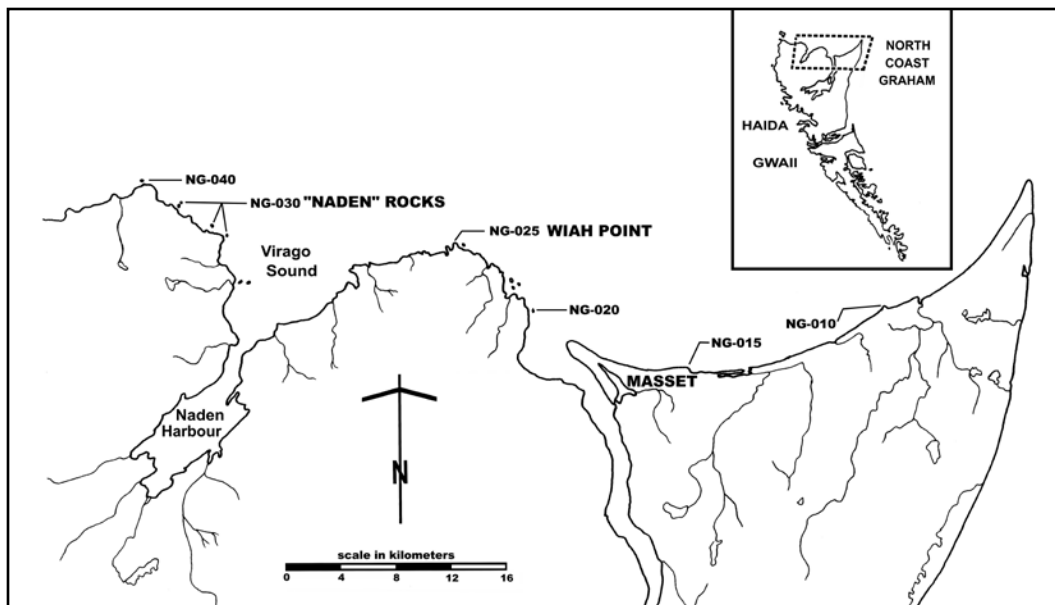 NORTH
COAST
GRAHAM
HAIDA
GWAII
NG-040
NG-030 "NADEN" ROCKS
NG-025 WIAH POINT
Virago
Sound
NG-020
NG-010
NG-015
MASSET
Naden
Harbour
N
scale in kilometers
0 4 8 12 16